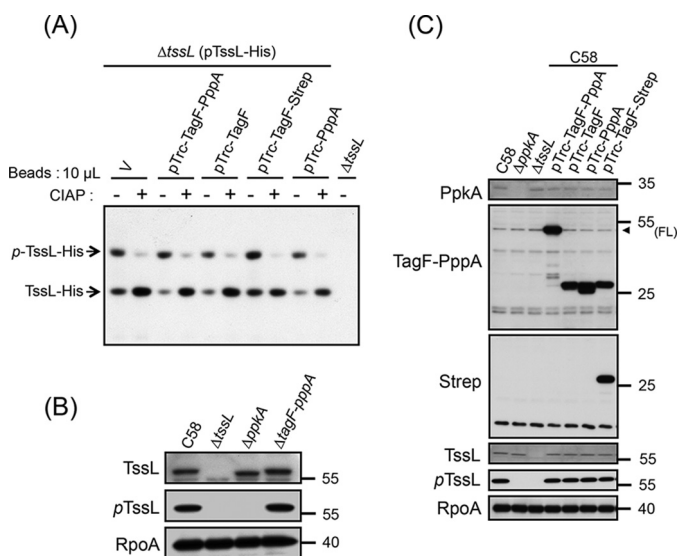 (A)
ΔtssL (pTssL-His)
V
pTrc-TagF-PppA
pTrc-TagF
pTrc-TagF-Strep
pTrc-PppA
ΔtssL
Beads : 10 µL
CIAP : - + - + - + - + - + -
p-TssL-His
TssL-His
(B)
C58
ΔtssL
ΔppkA
ΔtagF-pppA
TssL
55
pTssL
55
RpoA
40
(C)
C58
C58
ΔppkA
ΔtssL
pTrc-TagF-PppA
pTrc-TagF
pTrc-PppA
pTrc-TagF-Strep
PpkA
35
55
(FL)
TagF-PppA
25
Strep
25
TssL
55
pTssL
55
RpoA
40